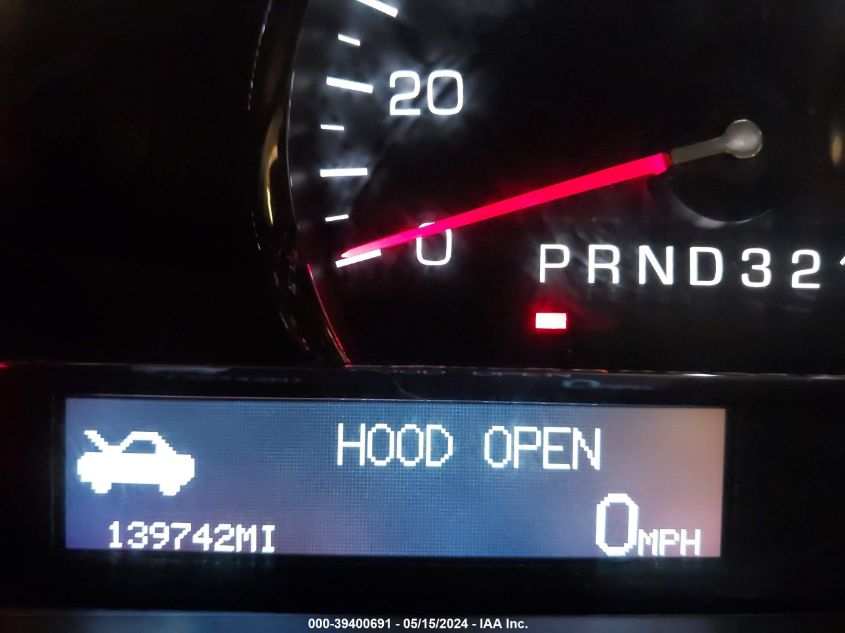 20
0
PRND32
HOOD OPEN
139742MI
0MPH
000-39400691 - 05/15/2024 - IAA Inc.